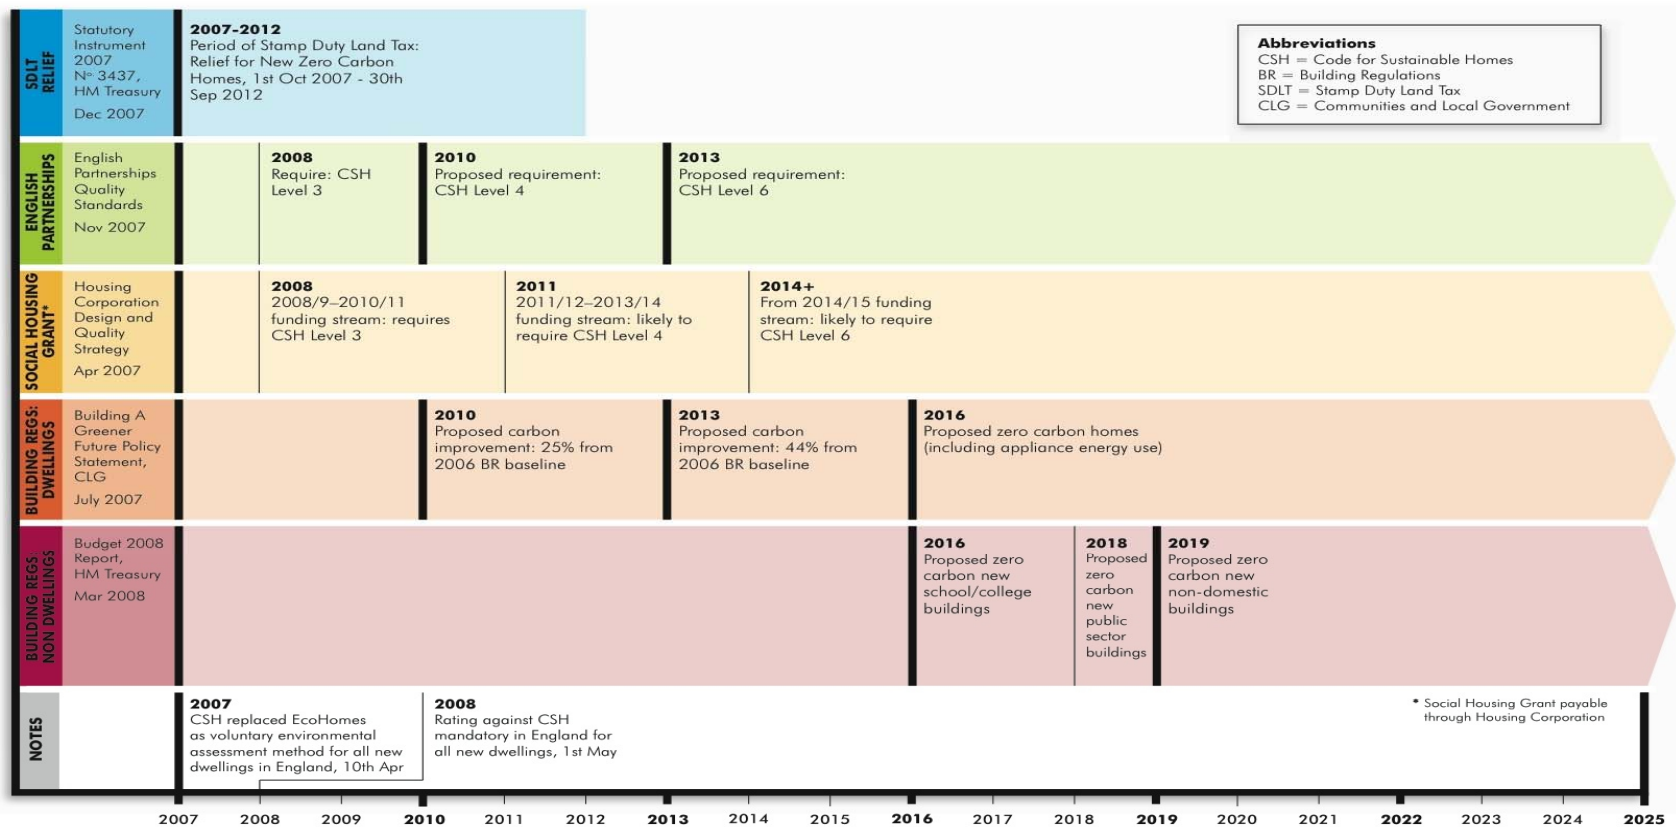 SDLT
RELIEF
Statutory
Instrument
2007
No 3437,
HM Treasury
Dec 2007
2007-2012
Period of Stamp Duty Land Tax:
Relief for New Zero Carbon
Homes, 1st Oct 2007 - 30th
Sep 2012
Abbreviations
CSH = Code for Sustainable Homes
BR = Building Regulations
SDLT = Stamp Duty Land Tax
CLG = Communities and Local Government
ENGLISH
PARTNERSHIPS
English
Partnerships
Quality
Standards
Nov 2007
2008
Require: CSH
Level 3
2010
Proposed requirement:
CSH Level 4
2013
Proposed requirement:
CSH Level 6
SOCIAL HOUSING
GRANT*
Housing
Corporation
Design and
Quality
Strategy
Apr 2007
2008
2008/9–2010/11
funding stream: requires
CSH Level 3
2011
2011/12–2013/14
funding stream: likely to
require CSH Level 4
2014+
From 2014/15 funding
stream: likely to require
CSH Level 6
BUILDING REGS:
DWELLINGS
Building A
Greener
Future Policy
Statement,
CLG
July 2007
2010
Proposed carbon
improvement: 25% from
2006 BR baseline
2013
Proposed carbon
improvement: 44% from
2006 BR baseline
2016
Proposed zero carbon homes
(including appliance energy use)
BUILDING REGS:
NON DWELLINGS
Budget 2008
Report,
HM Treasury
Mar 2008
2016
Proposed zero
carbon new
school/college
buildings
2018
Proposed
zero
carbon
new
public
sector
buildings
2019
Proposed zero
carbon new
non-domestic
buildings
NOTES
2007
CSH replaced EcoHomes
as voluntary environmental
assessment method for all new
dwellings in England, 10th Apr
2008
Rating against CSH
mandatory in England for
all new dwellings, 1st May
* Social Housing Grant payable
through Housing Corporation
2007 2008 2009 2010 2011 2012 2013 2014 2015 2016 2017 2018 2019 2020 2021 2022 2023 2024 2025